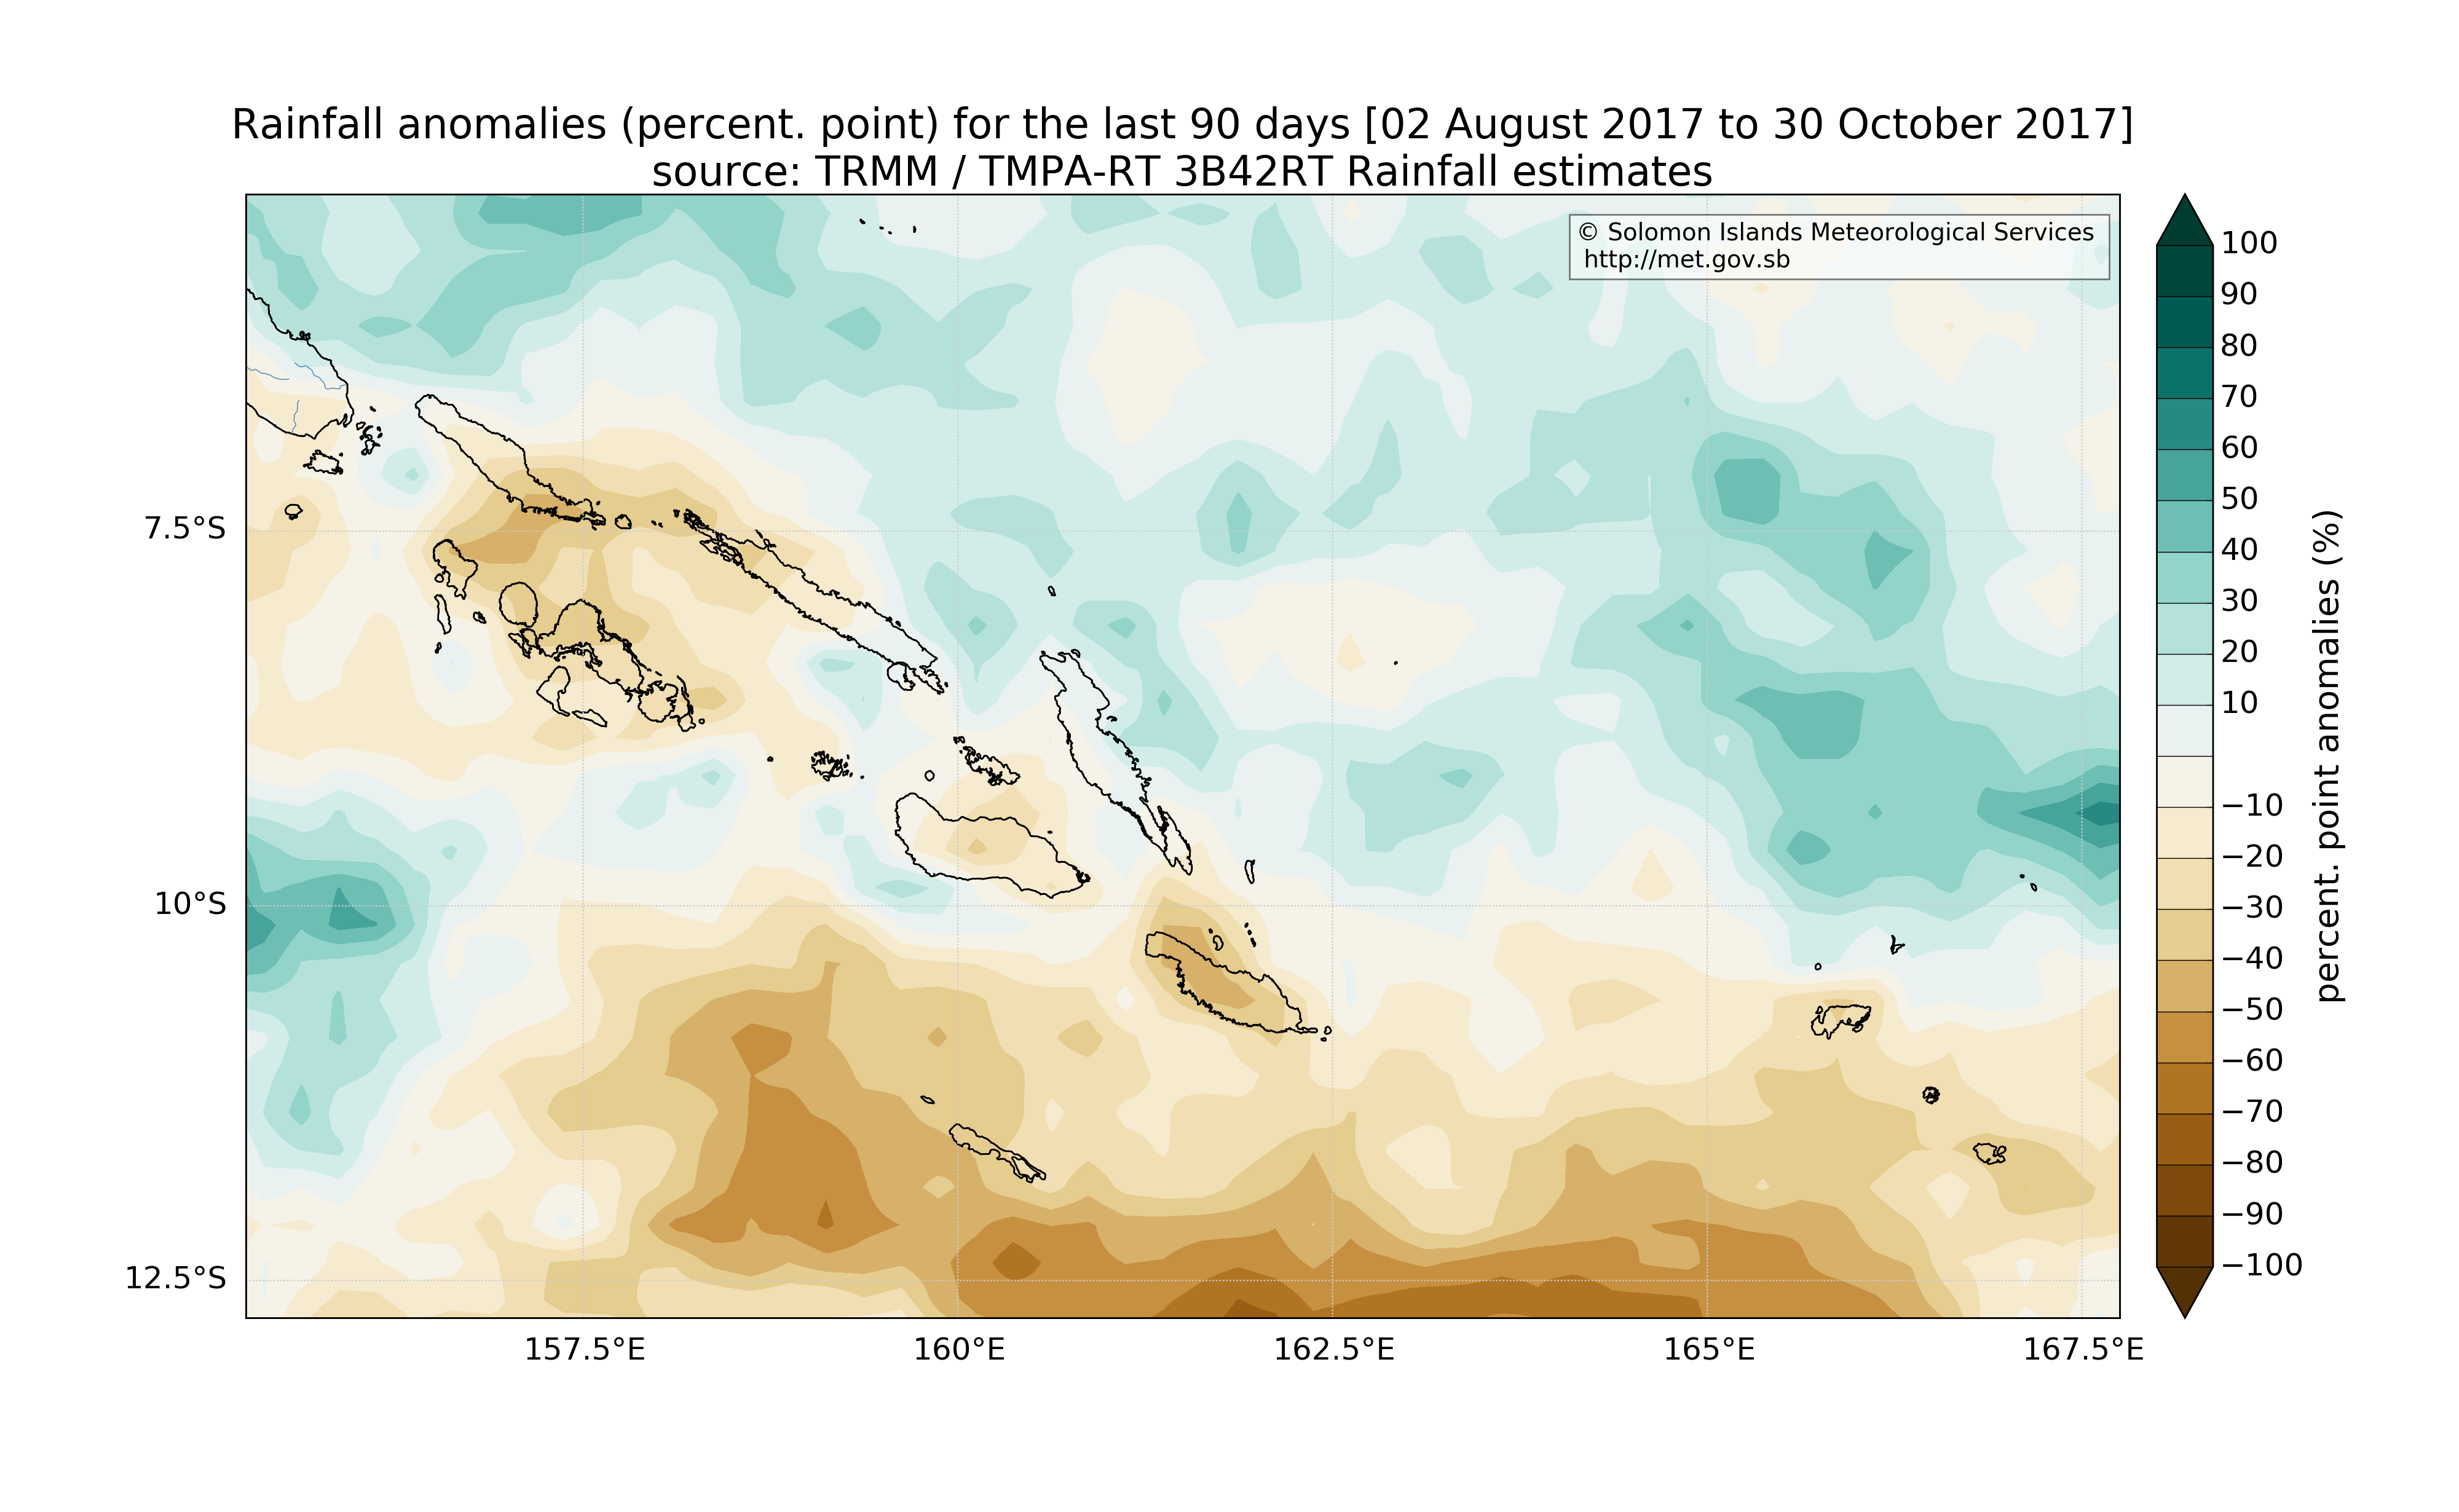 Rainfall anomalies (percent. point) for the last 90 days [02 August 2017 to 30 October 2017]
source: TRMM / TMPA-RT 3B42RT Rainfall estimates
© Solomon Islands Meteorological Services
http://met.gov.sb
7.5°S
10°S
12.5°S
157.5°E
160°E
162.5°E
165°E
167.5°E
100
90
80
70
60
50
40
30
20
10
−10
−20
−30
−40
−50
−60
−70
−80
−90
−100
percent. point anomalies (%)